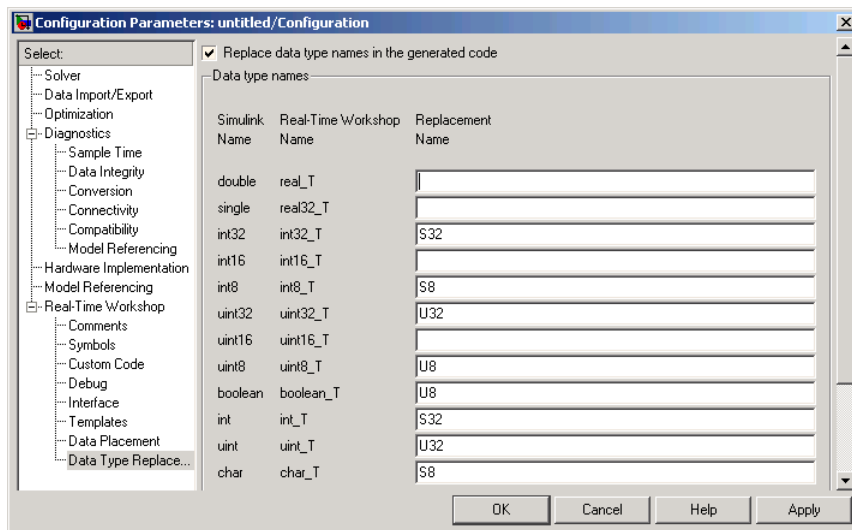 Configuration Parameters: untitled/Configuration
Select:
Solver
Data Import/Export
Optimization
Diagnostics
Sample Time
Data Integrity
Conversion
Connectivity
Compatibility
Model Referencing
Hardware Implementation
Model Referencing
Real-Time Workshop
Comments
Symbols
Custom Code
Debug
Interface
Templates
Data Placement
Data Type Replace...
Replace data type names in the generated code
Data type names
Simulink Name Real-Time Workshop Name Replacement Name
double real_T
single real32_T
int32 int32_T S32
int16 int16_T
int8 int8_T S8
uint32 uint32_T U32
uint16 uint16_T
uint8 uint8_T U8
boolean boolean_T U8
int int_T S32
uint uint_T U32
char char_T S8
OK Cancel Help Apply